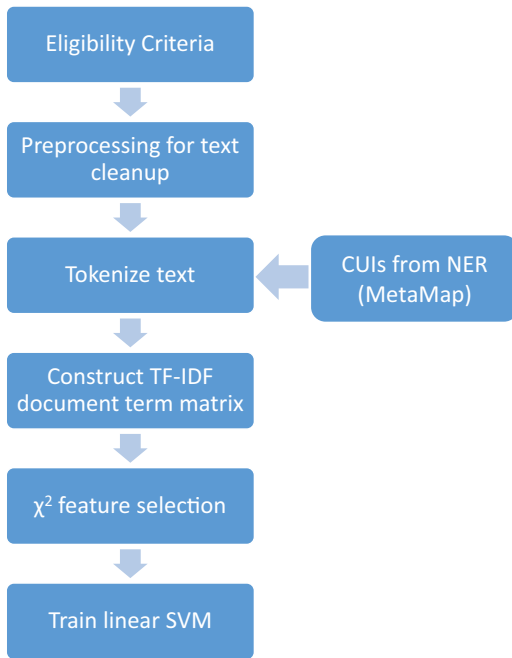 Eligibility Criteria
Preprocessing for text
cleanup
Tokenize text
CUIs from NER
(MetaMap)
Construct TF-IDF
document term matrix
χ² feature selection
Train linear SVM